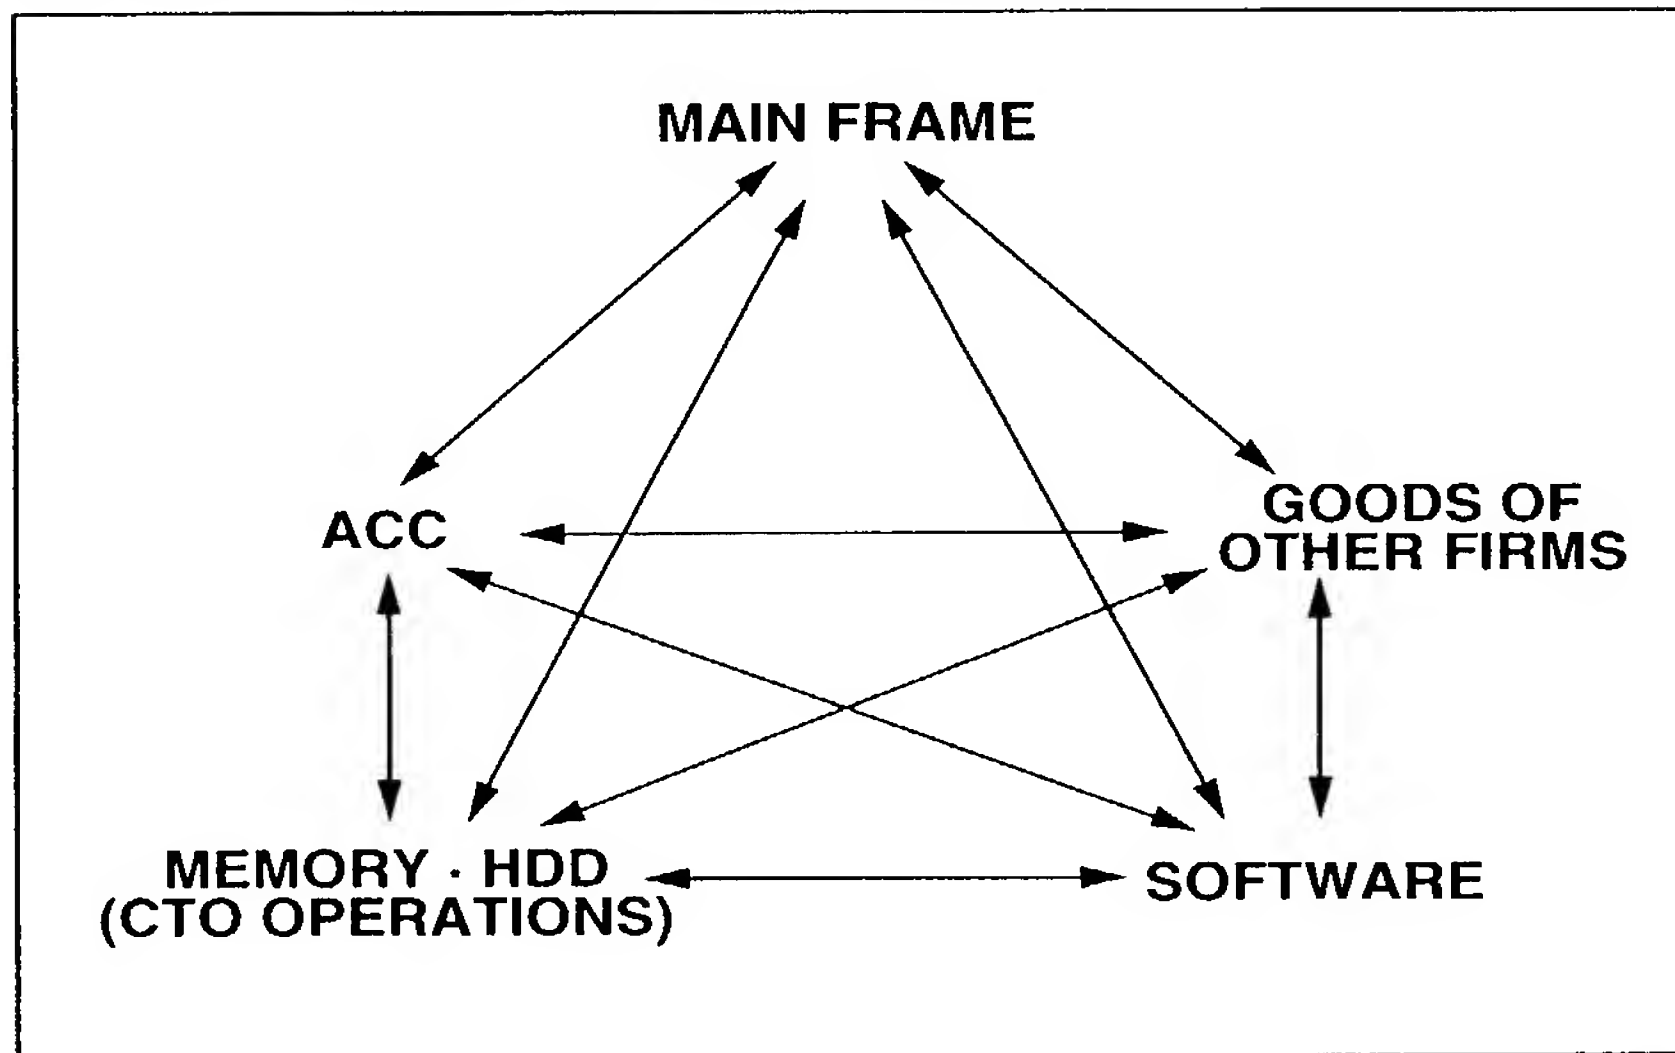 MAIN FRAME
ACC
GOODS OF
OTHER FIRMS
MEMORY · HDD
(CTO OPERATIONS)
SOFTWARE